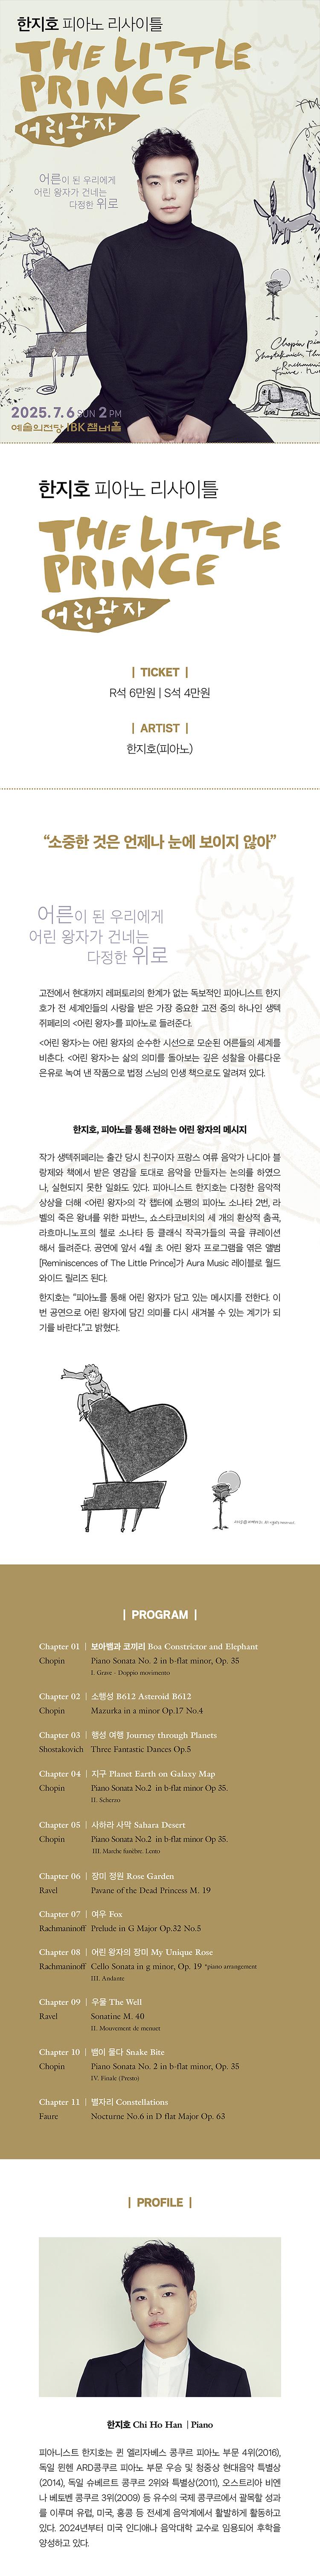 한지호 피아노 리사이틀
THE LITTLE
PRINCE
어린왕자
어른이 된 우리에게
어린 왕자가 건네는
다정한 위로
2025.7.6 SUN 2 PM
예술의전당 IBK 챔버홀
한지호 피아노 리사이틀
THE LITTLE
PRINCE
어린왕자
| TICKET |
R석 6만원 | S석 4만원
| ARTIST |
한지호(피아노)
“소중한 것은 언제나 눈에 보이지 않아”
어른이 된 우리에게
어린 왕자가 건네는
다정한 위로
고전에서 현대까지 레퍼토리의 한계가 없는 독보적인 피아니스트 한지
호가 전 세계인들의 사랑을 받은 가장 중요한 고전 중의 하나인 생텍
쥐페리의 <어린 왕자>를 피아노로 들려준다.
<어린 왕자>는 어린 왕자의 순수한 시선으로 모순된 어른들의 세계를
비춘다. <어린 왕자>는 삶의 의미를 돌아보는 깊은 성찰을 아름다운
은유로 녹여 낸 작품으로 법정 스님의 인생 책으로도 알려져 있다.
한지호, 피아노를 통해 전하는 어린 왕자의 메시지
작가 생텍쥐페리는 출간 당시 친구이자 프랑스 여류 음악가 나디아 블
랑제와 책에서 받은 영감을 토대로 음악을 만들자는 논의를 하였으
나, 실현되지 못한 일화도 있다. 피아니스트 한지호는 다정한 음악적
상상을 더해 <어린 왕자>의 각 챕터에 쇼팽의 피아노 소나타 2번, 라
벨의 죽은 왕녀를 위한 파반느, 쇼스타코비치의 세 개의 환상적 춤곡,
라흐마니노프의 첼로 소나타 등 클래식 작곡가들의 곡을 큐레이션
해서 들려준다. 공연에 앞서 4월 초 어린 왕자 프로그램을 엮은 앨범
[Reminiscences of The Little Prince]가 Aura Music 레이블로 월드
와이드 릴리즈 된다.
한지호는 “피아노를 통해 어린 왕자가 담고 있는 메시지를 전한다. 이
번 공연으로 어린 왕자에 담긴 의미를 다시 새겨볼 수 있는 계기가 되
기를 바란다.”고 밝혔다.
| PROGRAM |
Chapter 01 | 보아뱀과 코끼리 Boa Constrictor and Elephant
Chopin Piano Sonata No. 2 in b-flat minor, Op. 35
I. Grave - Doppio movimento
Chapter 02 | 소행성 B612 Asteroid B612
Chopin Mazurka in a minor Op.17 No.4
Chapter 03 | 행성 여행 Journey through Planets
Shostakovich Three Fantastic Dances Op.5
Chapter 04 | 지구 Planet Earth on Galaxy Map
Chopin Piano Sonata No.2 in b-flat minor Op 35.
II. Scherzo
Chapter 05 | 사하라 사막 Sahara Desert
Chopin Piano Sonata No.2 in b-flat minor Op 35.
III. Marche funèbre. Lento
Chapter 06 | 장미 정원 Rose Garden
Ravel Pavane of the Dead Princess M. 19
Chapter 07 | 여우 Fox
Rachmaninoff Prelude in G Major Op.32 No.5
Chapter 08 | 어린 왕자의 장미 My Unique Rose
Rachmaninoff Cello Sonata in g minor, Op. 19 *piano arrangement
III. Andante
Chapter 09 | 우물 The Well
Ravel Sonatine M. 40
II. Mouvement de menuet
Chapter 10 | 뱀이 물다 Snake Bite
Chopin Piano Sonata No. 2 in b-flat minor, Op. 35
IV. Finale (Presto)
Chapter 11 | 별자리 Constellations
Faure Nocturne No.6 in D flat Major Op. 63
| PROFILE |
한지호 Chi Ho Han | Piano
피아니스트 한지호는 퀸 엘리자베스 콩쿠르 피아노 부문 4위(2016),
독일 뮌헨 ARD콩쿠르 피아노 부문 우승 및 청중상 현대음악 특별상
(2014), 독일 슈베르트 콩쿠르 2위와 특별상(2011), 오스트리아 비엔
나 베토벤 콩쿠르 3위(2009) 등 유수의 국제 콩쿠르에서 괄목할 성과
를 이루며 유럽, 미국, 홍콩 등 전세계 음악계에서 활발하게 활동하고
있다. 2024년부터 미국 인디애나 음악대학 교수로 임용되어 후학을
양성하고 있다.